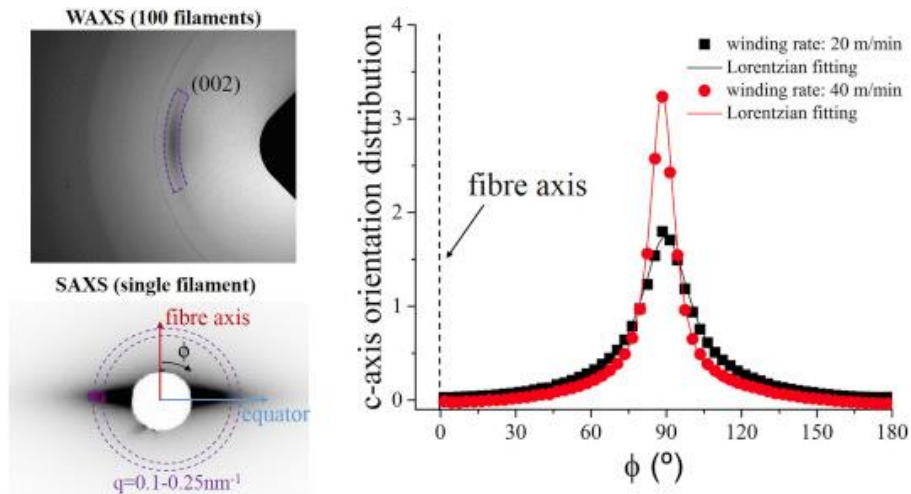 WAXS (100 filaments)
(002)
SAXS (single filament)
fibre axis
ϕ
equator
q=0.1-0.25nm⁻¹
c-axis orientation distribution
4
3
2
1
0
winding rate: 20 m/min
Lorentzian fitting
winding rate: 40 m/min
Lorentzian fitting
fibre axis
0 30 60 90 120 150 180
ϕ (º)